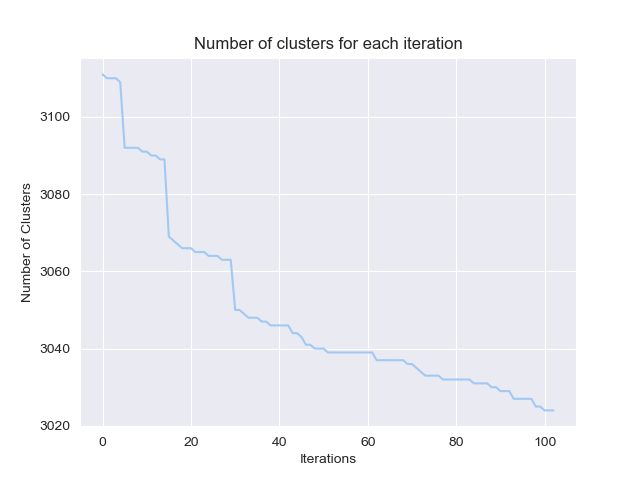 Number of clusters for each iteration
3100
3080
3060
3040
3020
Number of Clusters
0 20 40 60 80 100
Iterations